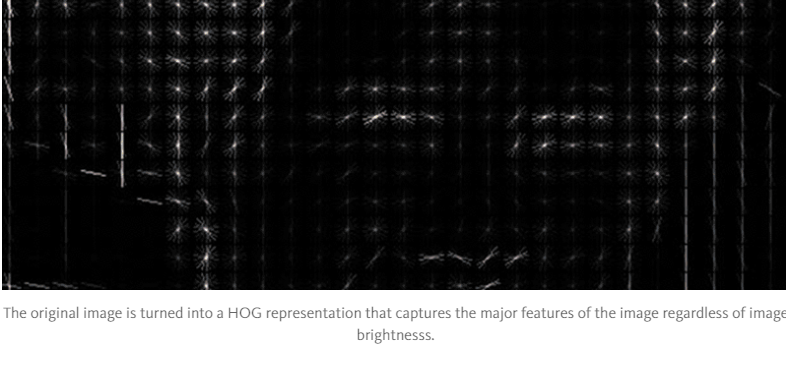 The original image is turned into a HOG representation that captures the major features of the image regardless of image
brightnesss.